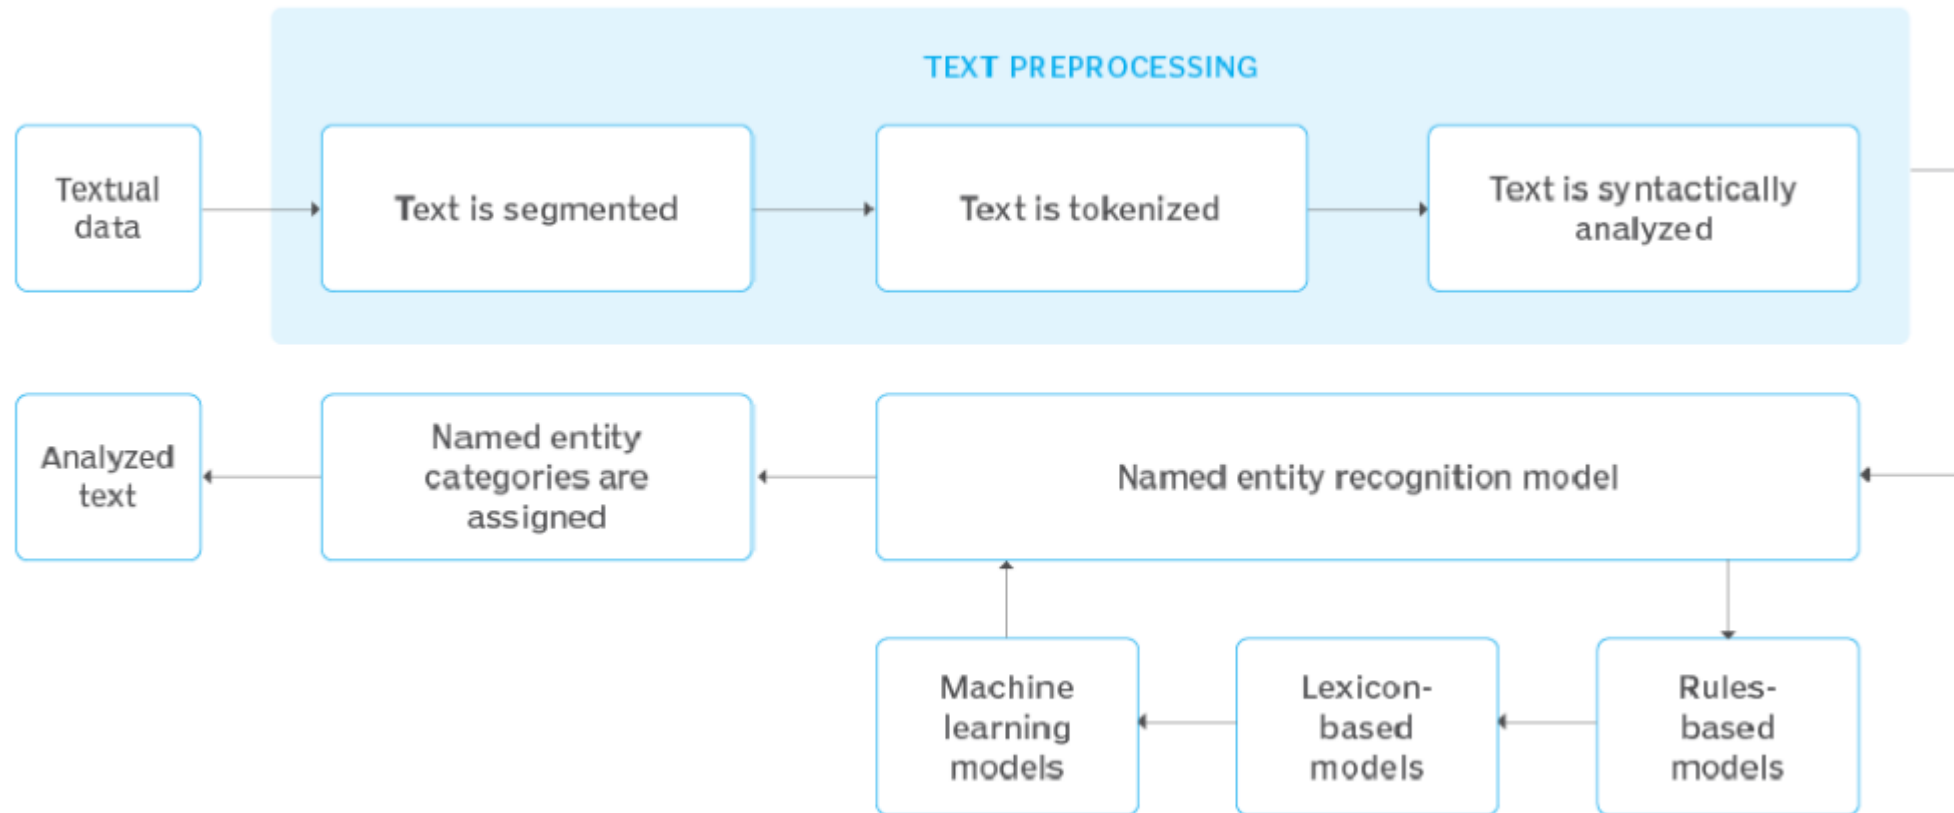 TEXT PREPROCESSING
Textual
data
Text is segmented
Text is tokenized
Text is syntactically
analyzed
Analyzed
text
Named entity
categories are
assigned
Named entity recognition model
Machine
learning
models
Lexicon-
based
models
Rules-
based
models